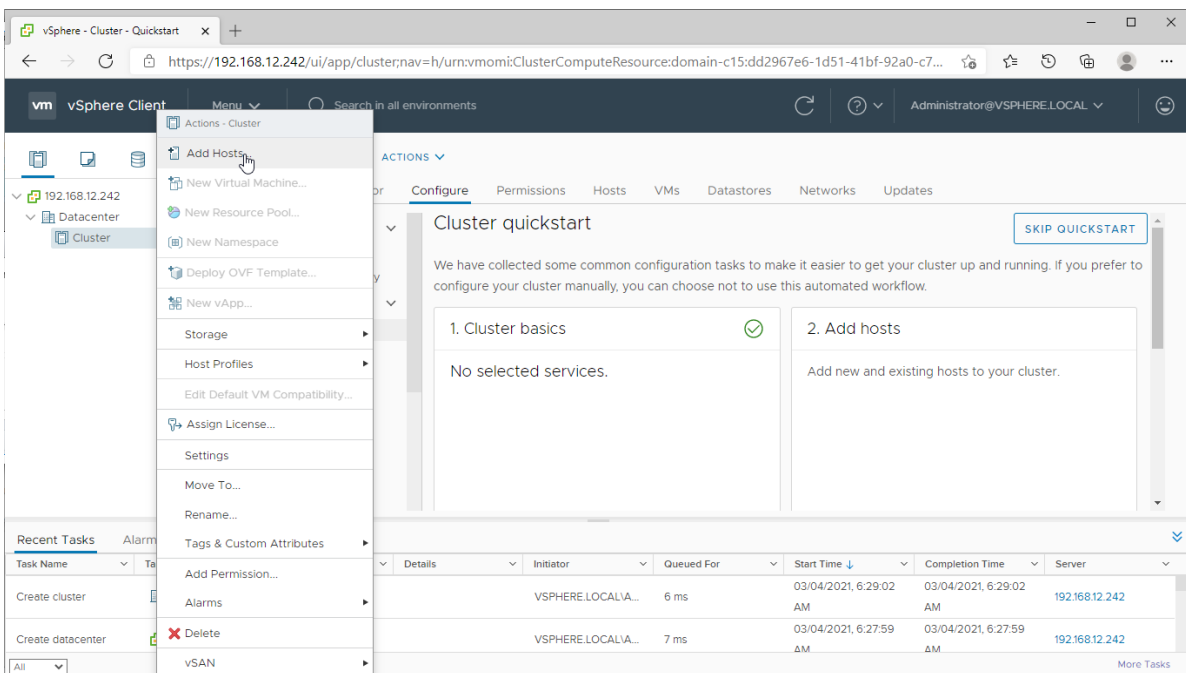 vSphere - Cluster - Quickstart
https://192.168.12.242/ui/app/cluster;nav=h/urn:vmomi:ClusterComputeResource:domain-c15:dd2967e6-1d51-41bf-92a0-c7...
vm vSphere Client Menu Search in all environments Administrator@VSPHERE.LOCAL
192.168.12.242
Datacenter
Cluster
Actions - Cluster
Add Hosts...
New Virtual Machine...
New Resource Pool...
New Namespace
Deploy OVF Template...
New vApp...
Storage
Host Profiles
Edit Default VM Compatibility...
Assign License...
Settings
Move To...
Rename...
Tags & Custom Attributes
Add Permission...
Alarms
Delete
vSAN
ACTIONS
Configure Permissions Hosts VMs Datastores Networks Updates
Cluster quickstart
SKIP QUICKSTART
We have collected some common configuration tasks to make it easier to get your cluster up and running. If you prefer to
configure your cluster manually, you can choose not to use this automated workflow.
1. Cluster basics
No selected services.
2. Add hosts
Add new and existing hosts to your cluster.
Recent Tasks Alarm
Task Name Ta Details Initiator Queued For Start Time ↓ Completion Time Server
Create cluster VSPHERE.LOCAL\A... 6 ms 03/04/2021, 6:29:02 AM 03/04/2021, 6:29:02 AM 192.168.12.242
Create datacenter VSPHERE.LOCAL\A... 7 ms 03/04/2021, 6:27:59 AM 03/04/2021, 6:27:59 AM 192.168.12.242
All More Tasks